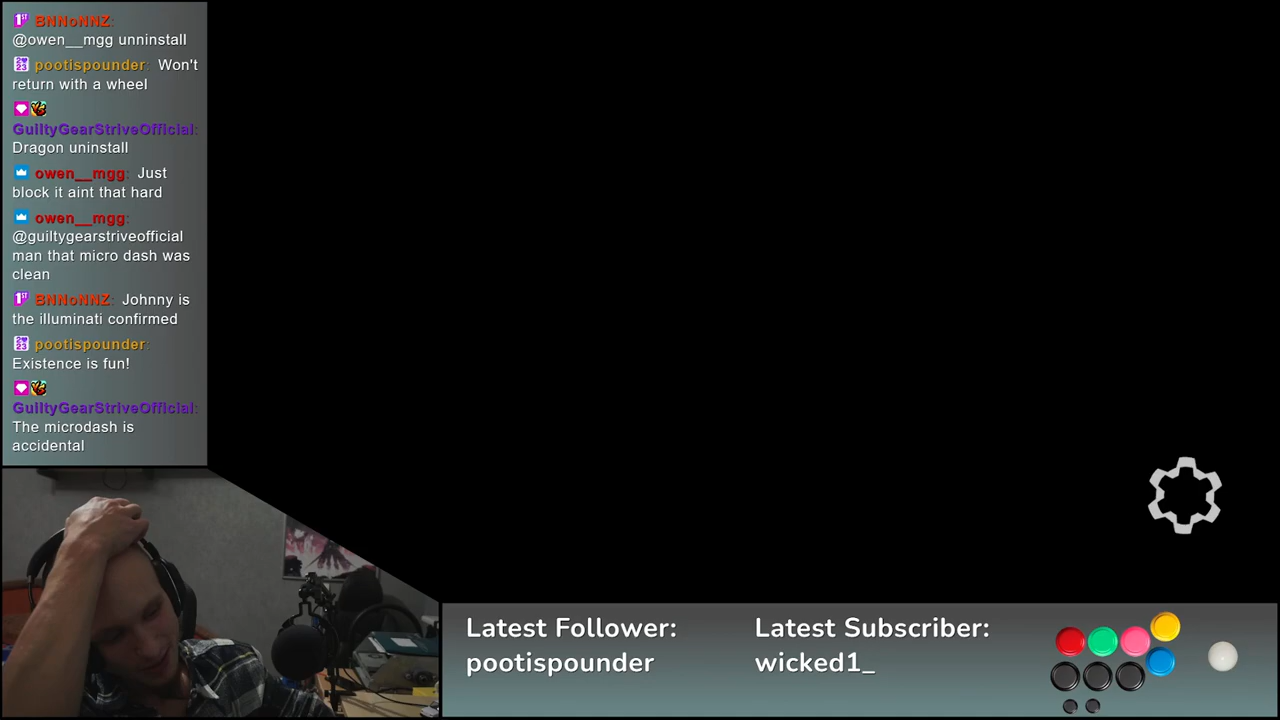 BNNoNNZ:
@owen__mgg unninstall
pootispounder: Won't
return with a wheel
GuiltyGearStriveOfficial:
Dragon uninstall
owen__mgg: Just
block it aint that hard
owen__mgg:
@guiltygearstriveofficial
man that micro dash was
clean
BNNoNNZ: Johnny is
the illuminati confirmed
pootispounder:
Existence is fun!
GuiltyGearStriveOfficial:
The microdash is
accidental
Latest Follower:
pootispounder
Latest Subscriber:
wicked1_